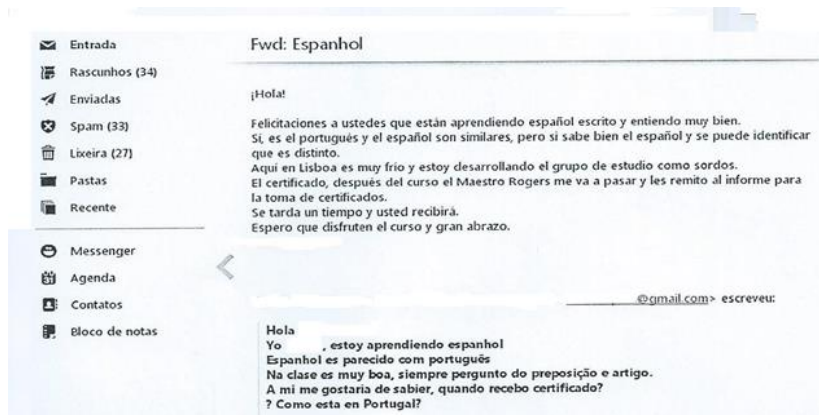 Entrada
Rascunhos (34)
Enviadas
Spam (33)
Lixeira (27)
Pastas
Recente
Messenger
Agenda
Contatos
Bloco de notas
Fwd: Espanhol
¡Hola!
Felicitaciones a ustedes que están aprendiendo español escrito y entiendo muy bien.
Sí, es el portugués y el español son similares, pero si sabe bien el español y se puede identificar
que es distinto.
Aquí en Lisboa es muy frío y estoy desarrollando el grupo de estudio como sordos.
El certificado, después del curso el Maestro Rogers me va a pasar y les remito al informe para
la toma de certificados.
Se tarda un tiempo y usted recibirá.
Espero que disfruten el curso y gran abrazo.
@gmail.com> escreveu:
Hola
Yo , estoy aprendiendo espanhol
Espanhol es parecido com português
Na clase es muy boa, siempre pergunto do preposição e artigo.
A mi me gostaria de sabier, quando recebo certificado?
? Como esta en Portugal?